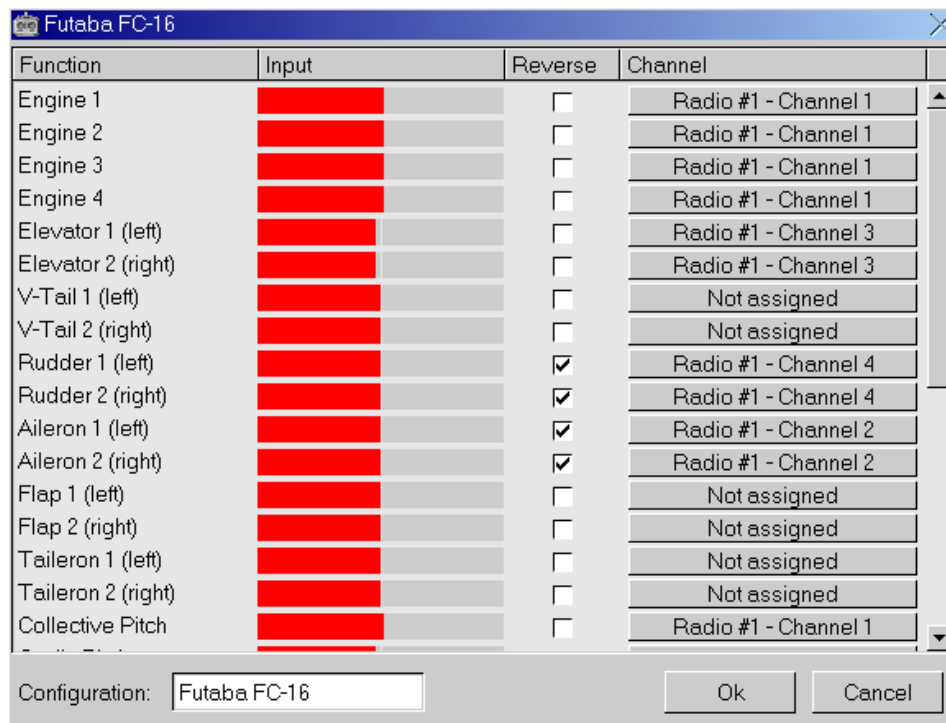 Futaba FC-16
Function Input Reverse Channel
Engine 1 Radio #1 - Channel 1
Engine 2 Radio #1 - Channel 1
Engine 3 Radio #1 - Channel 1
Engine 4 Radio #1 - Channel 1
Elevator 1 (left) Radio #1 - Channel 3
Elevator 2 (right) Radio #1 - Channel 3
V-Tail 1 (left) Not assigned
V-Tail 2 (right) Not assigned
Rudder 1 (left) Radio #1 - Channel 4
Rudder 2 (right) Radio #1 - Channel 4
Aileron 1 (left) Radio #1 - Channel 2
Aileron 2 (right) Radio #1 - Channel 2
Flap 1 (left) Not assigned
Flap 2 (right) Not assigned
Taileron 1 (left) Not assigned
Taileron 2 (right) Not assigned
Collective Pitch Radio #1 - Channel 1
Configuration: Futaba FC-16 Ok Cancel